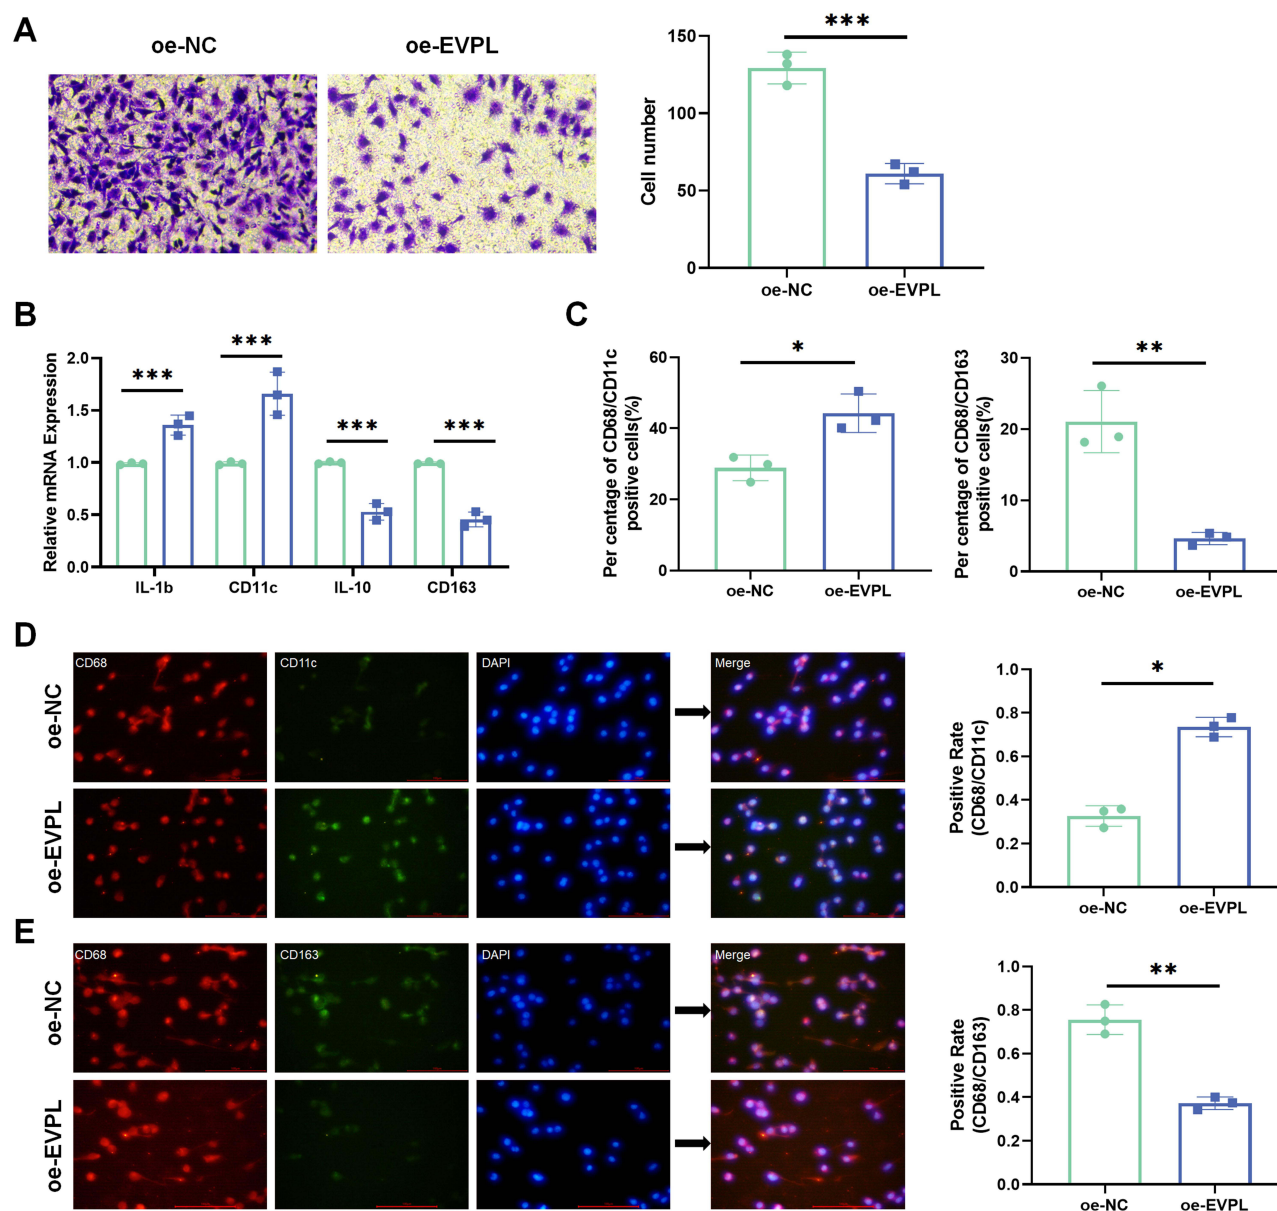 A
oe-NC
oe-EVPL
Cell number
150
100
50
0
***
oe-NC
oe-EVPL
B
Relative mRNA Expression
2.0
1.5
1.0
0.5
0.0
***
***
***
***
IL-1b
CD11c
IL-10
CD163
C
Per centage of CD68/CD11c
positive cells(%)
60
40
20
0
*
oe-NC
oe-EVPL
Per centage of CD68/CD163
positive cells(%)
30
20
10
0
**
oe-NC
oe-EVPL
D
oe-NC
CD68
CD11c
DAPI
Merge
oe-EVPL
Positive Rate
(CD68/CD11c)
1.0
0.8
0.6
0.4
0.2
0.0
*
oe-NC
oe-EVPL
E
oe-NC
CD68
CD163
DAPI
Merge
oe-EVPL
Positive Rate
(CD68/CD163)
1.0
0.8
0.6
0.4
0.2
0.0
**
oe-NC
oe-EVPL